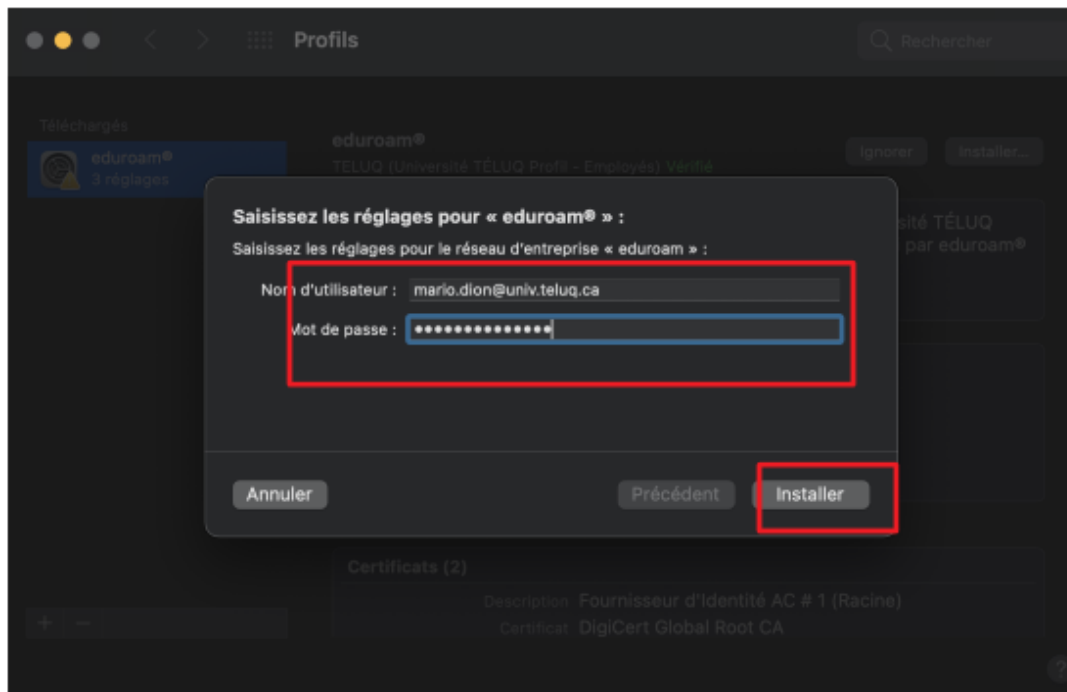 Profils
Rechercher
Téléchargés
eduroam®
3 réglages
eduroam®
TELUQ (Université TÉLUQ Profil - Employés) Vérifié
Ignorer
Installer...
sité TÉLUQ
par eduroam®
Saisissez les réglages pour « eduroam® » :
Saisissez les réglages pour le réseau d'entreprise « eduroam » :
Nom d'utilisateur : mario.dion@univ.teluq.ca
Mot de passe : ••••••••••••••
Annuler
Précédent
Installer
Certificats (2)
Description Fournisseur d'Identité AC # 1 (Racine)
Certificat DigiCert Global Root CA
+ −
?